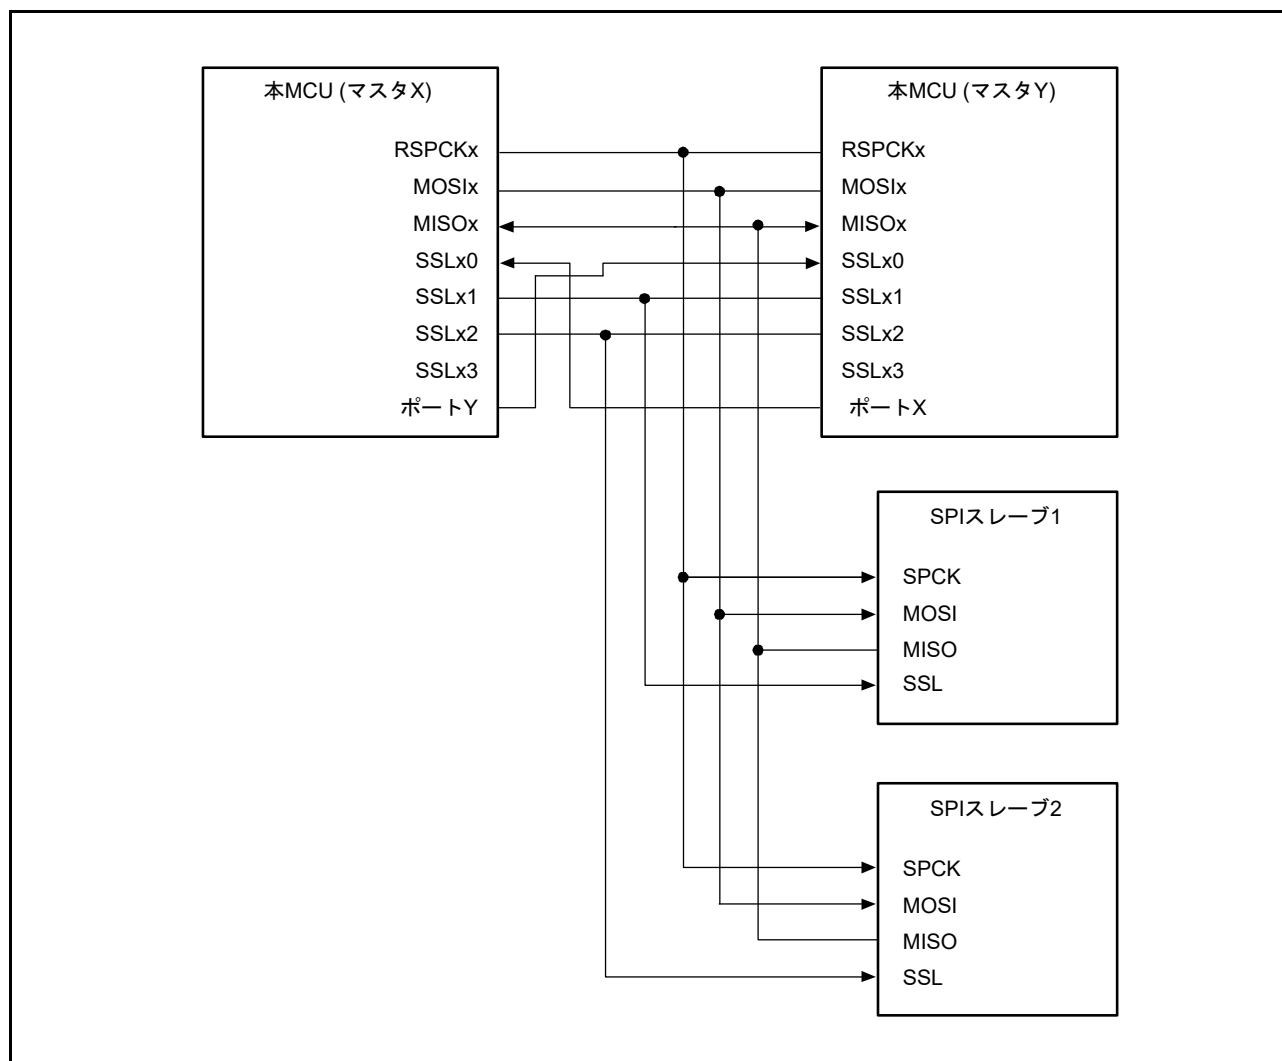 本MCU (マスタX)
RSPCKx
MOSIx
MISOx
SSLx0
SSLx1
SSLx2
SSLx3
ポートY
本MCU (マスタY)
RSPCKx
MOSIx
MISOx
SSLx0
SSLx1
SSLx2
SSLx3
ポートX
SPIスレーブ1
SPCK
MOSI
MISO
SSL
SPIスレーブ2
SPCK
MOSI
MISO
SSL